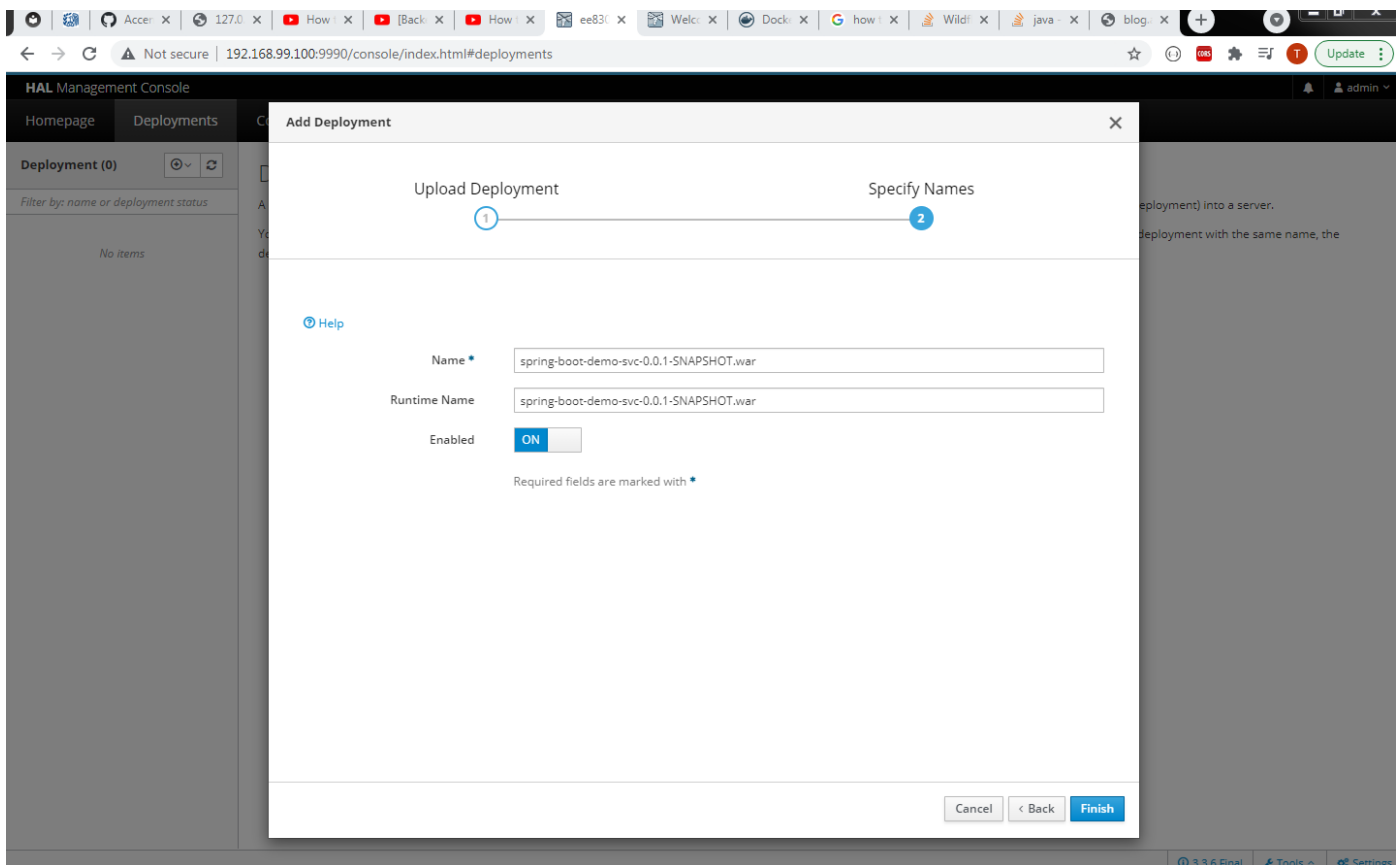 Accer
127.0
How
[Back
How
ee830
Welc
Dock
how
Wildf
java -
blog.
Not secure | 192.168.99.100:9990/console/index.html#deployments
CORS
T
Update
HAL Management Console
admin
Homepage
Deployments
Co
Deployment (0)
Filter by: name or deployment status
No items
D
A
eployment) into a server.
Yo
deployment with the same name, the
de
Add Deployment
Upload Deployment
Specify Names
1
2
Help
Name *
spring-boot-demo-svc-0.0.1-SNAPSHOT.war
Runtime Name
spring-boot-demo-svc-0.0.1-SNAPSHOT.war
Enabled
ON
Required fields are marked with *
Cancel
< Back
Finish
3.3.6.Final
Tools
Settings